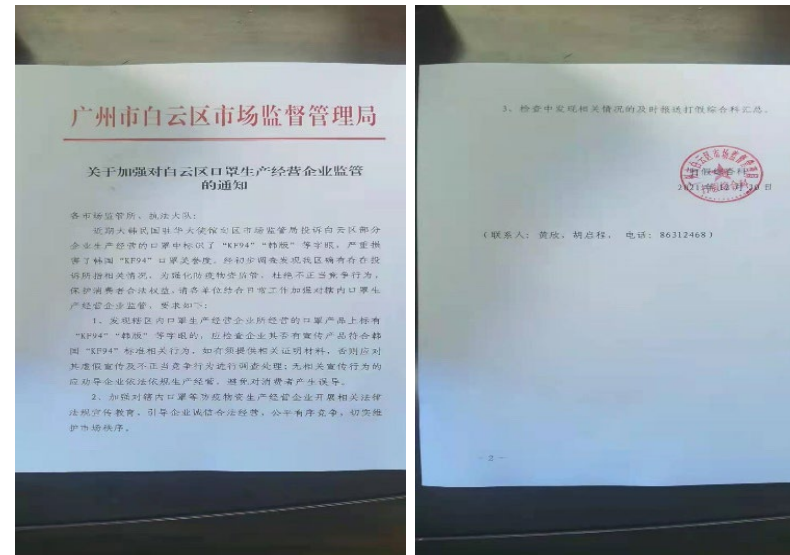 广州市白云区市场监督管理局
关于加强对白云区口罩生产经营企业监管
的通知
各市场监管所、执法大队:
近期大韩民国驻华大使馆向区市场监管局投诉白云区部分
企业生产经营的口罩中标识了“KF94”“韩版”等字眼,严重损
害了韩国“KF94”口罩美誉度。经初步调查发现我区确有存在投
诉所指相关情况,为强化防疫物资监管、杜绝不正当竞争行为,
保护消费者合法权益,请各单位结合日常工作加强对辖内口罩生
产经营企业监管,要求如下:
1、发现辖区内口罩生产经营企业所经营的口罩产品上标有
“KF94”“韩版”等字眼的,应检查企业其否有宣传产品符合韩
国“KF94”标准相关行为,如有须提供相关证明材料,否则应对
其虚假宣传及不正当竞争行为进行调查处理;无相关宣传行为的
应劝导企业依法依规生产经营,避免对消费者产生误导。
2、加强对辖内口罩等防疫物资生产经营企业开展相关法律
法规宣传教育,引导企业诚信合法经营,公平有序竞争,切实维
护市场秩序。
3、检查中发现相关情况的及时报送打假综合科汇总。
打假综合科
2021年12月20日
(联系人:黄欣,胡启程, 电话:86312468)
-2-